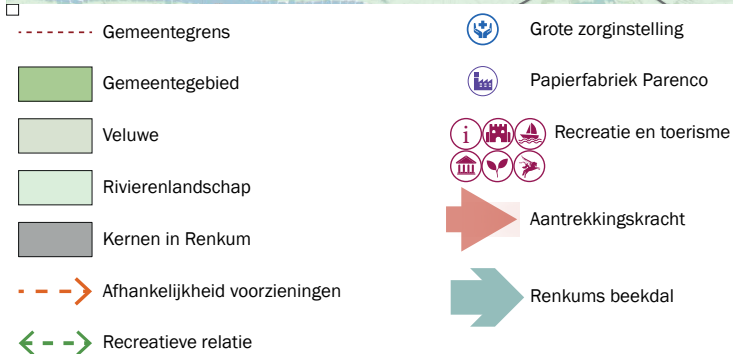 Gemeentegrens
Gemeentegebied
Veluwe
Rivierenlandschap
Kernen in Renkum
Afhankelijkheid voorzieningen
Recreatieve relatie
Grote zorginstelling
Papierfabriek Parenco
i
Recreatie en toerisme
Aantrekkingskracht
Renkums beekdal